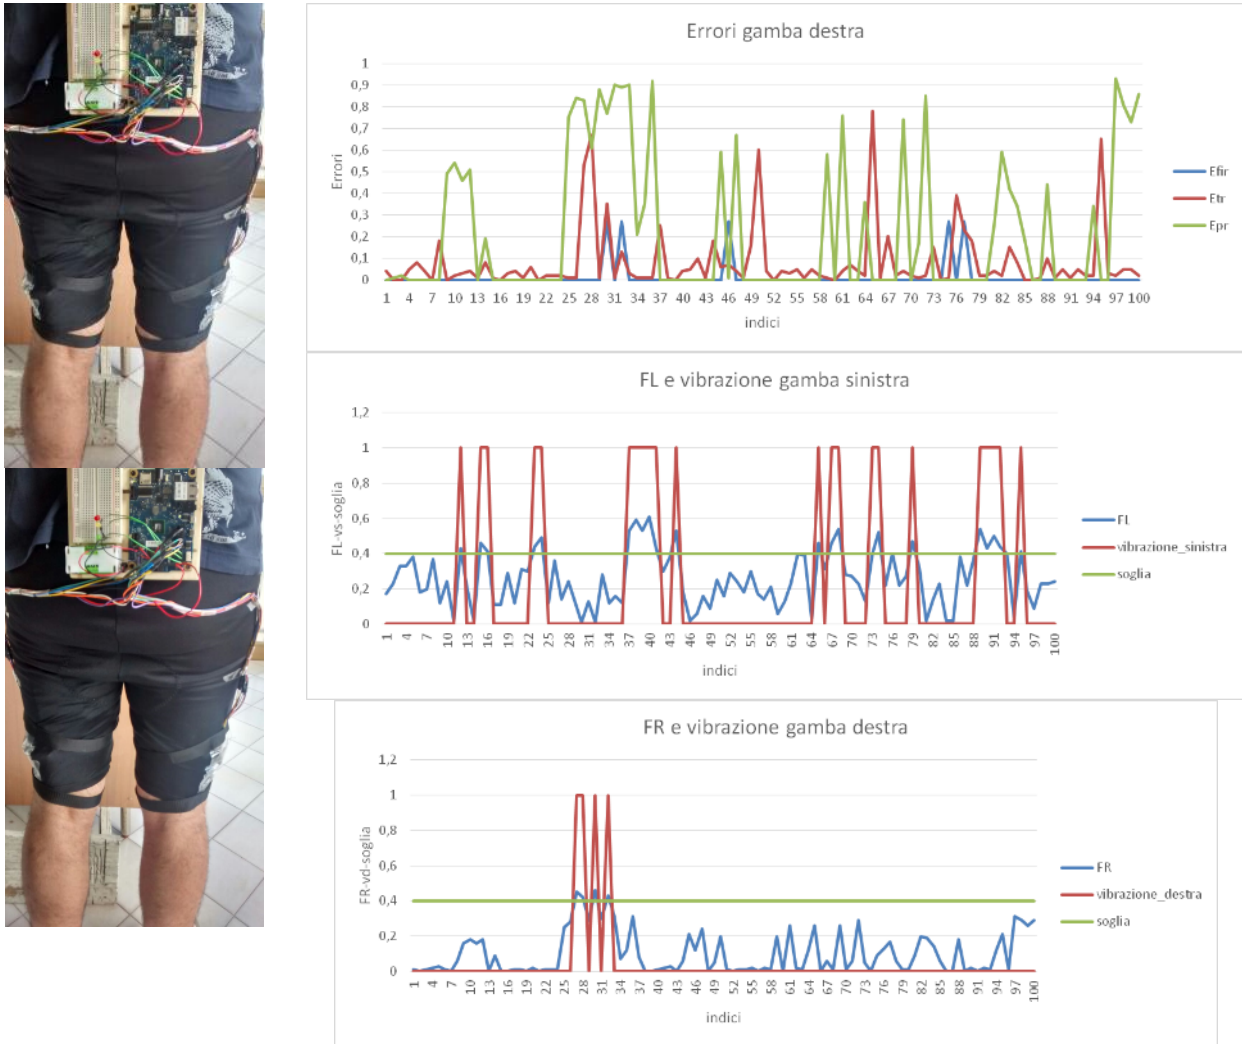 Errori gamba destra
1
0,9
0,8
0,7
0,6
0,5
0,4
0,3
0,2
0,1
0
Errori
1 4 7 10 13 16 19 22 25 28 31 34 37 40 43 46 49 52 55 58 61 64 67 70 73 76 79 82 85 88 91 94 97 100
indici
Efir
Etr
Epr
FL e vibrazione gamba sinistra
1,2
1
0,8
0,6
0,4
0,2
0
FL-vs-soglia
1 4 7 10 13 16 19 22 25 28 31 34 37 40 43 46 49 52 55 58 61 64 67 70 73 76 79 82 85 88 91 94 97 100
indici
FL
vibrazione_sinistra
soglia
FR e vibrazione gamba destra
1,2
1
0,8
0,6
0,4
0,2
0
FR-vd-soglia
1 4 7 10 13 16 19 22 25 28 31 34 37 40 43 46 49 52 55 58 61 64 67 70 73 76 79 82 85 88 91 94 97 100
indici
FR
vibrazione_destra
soglia